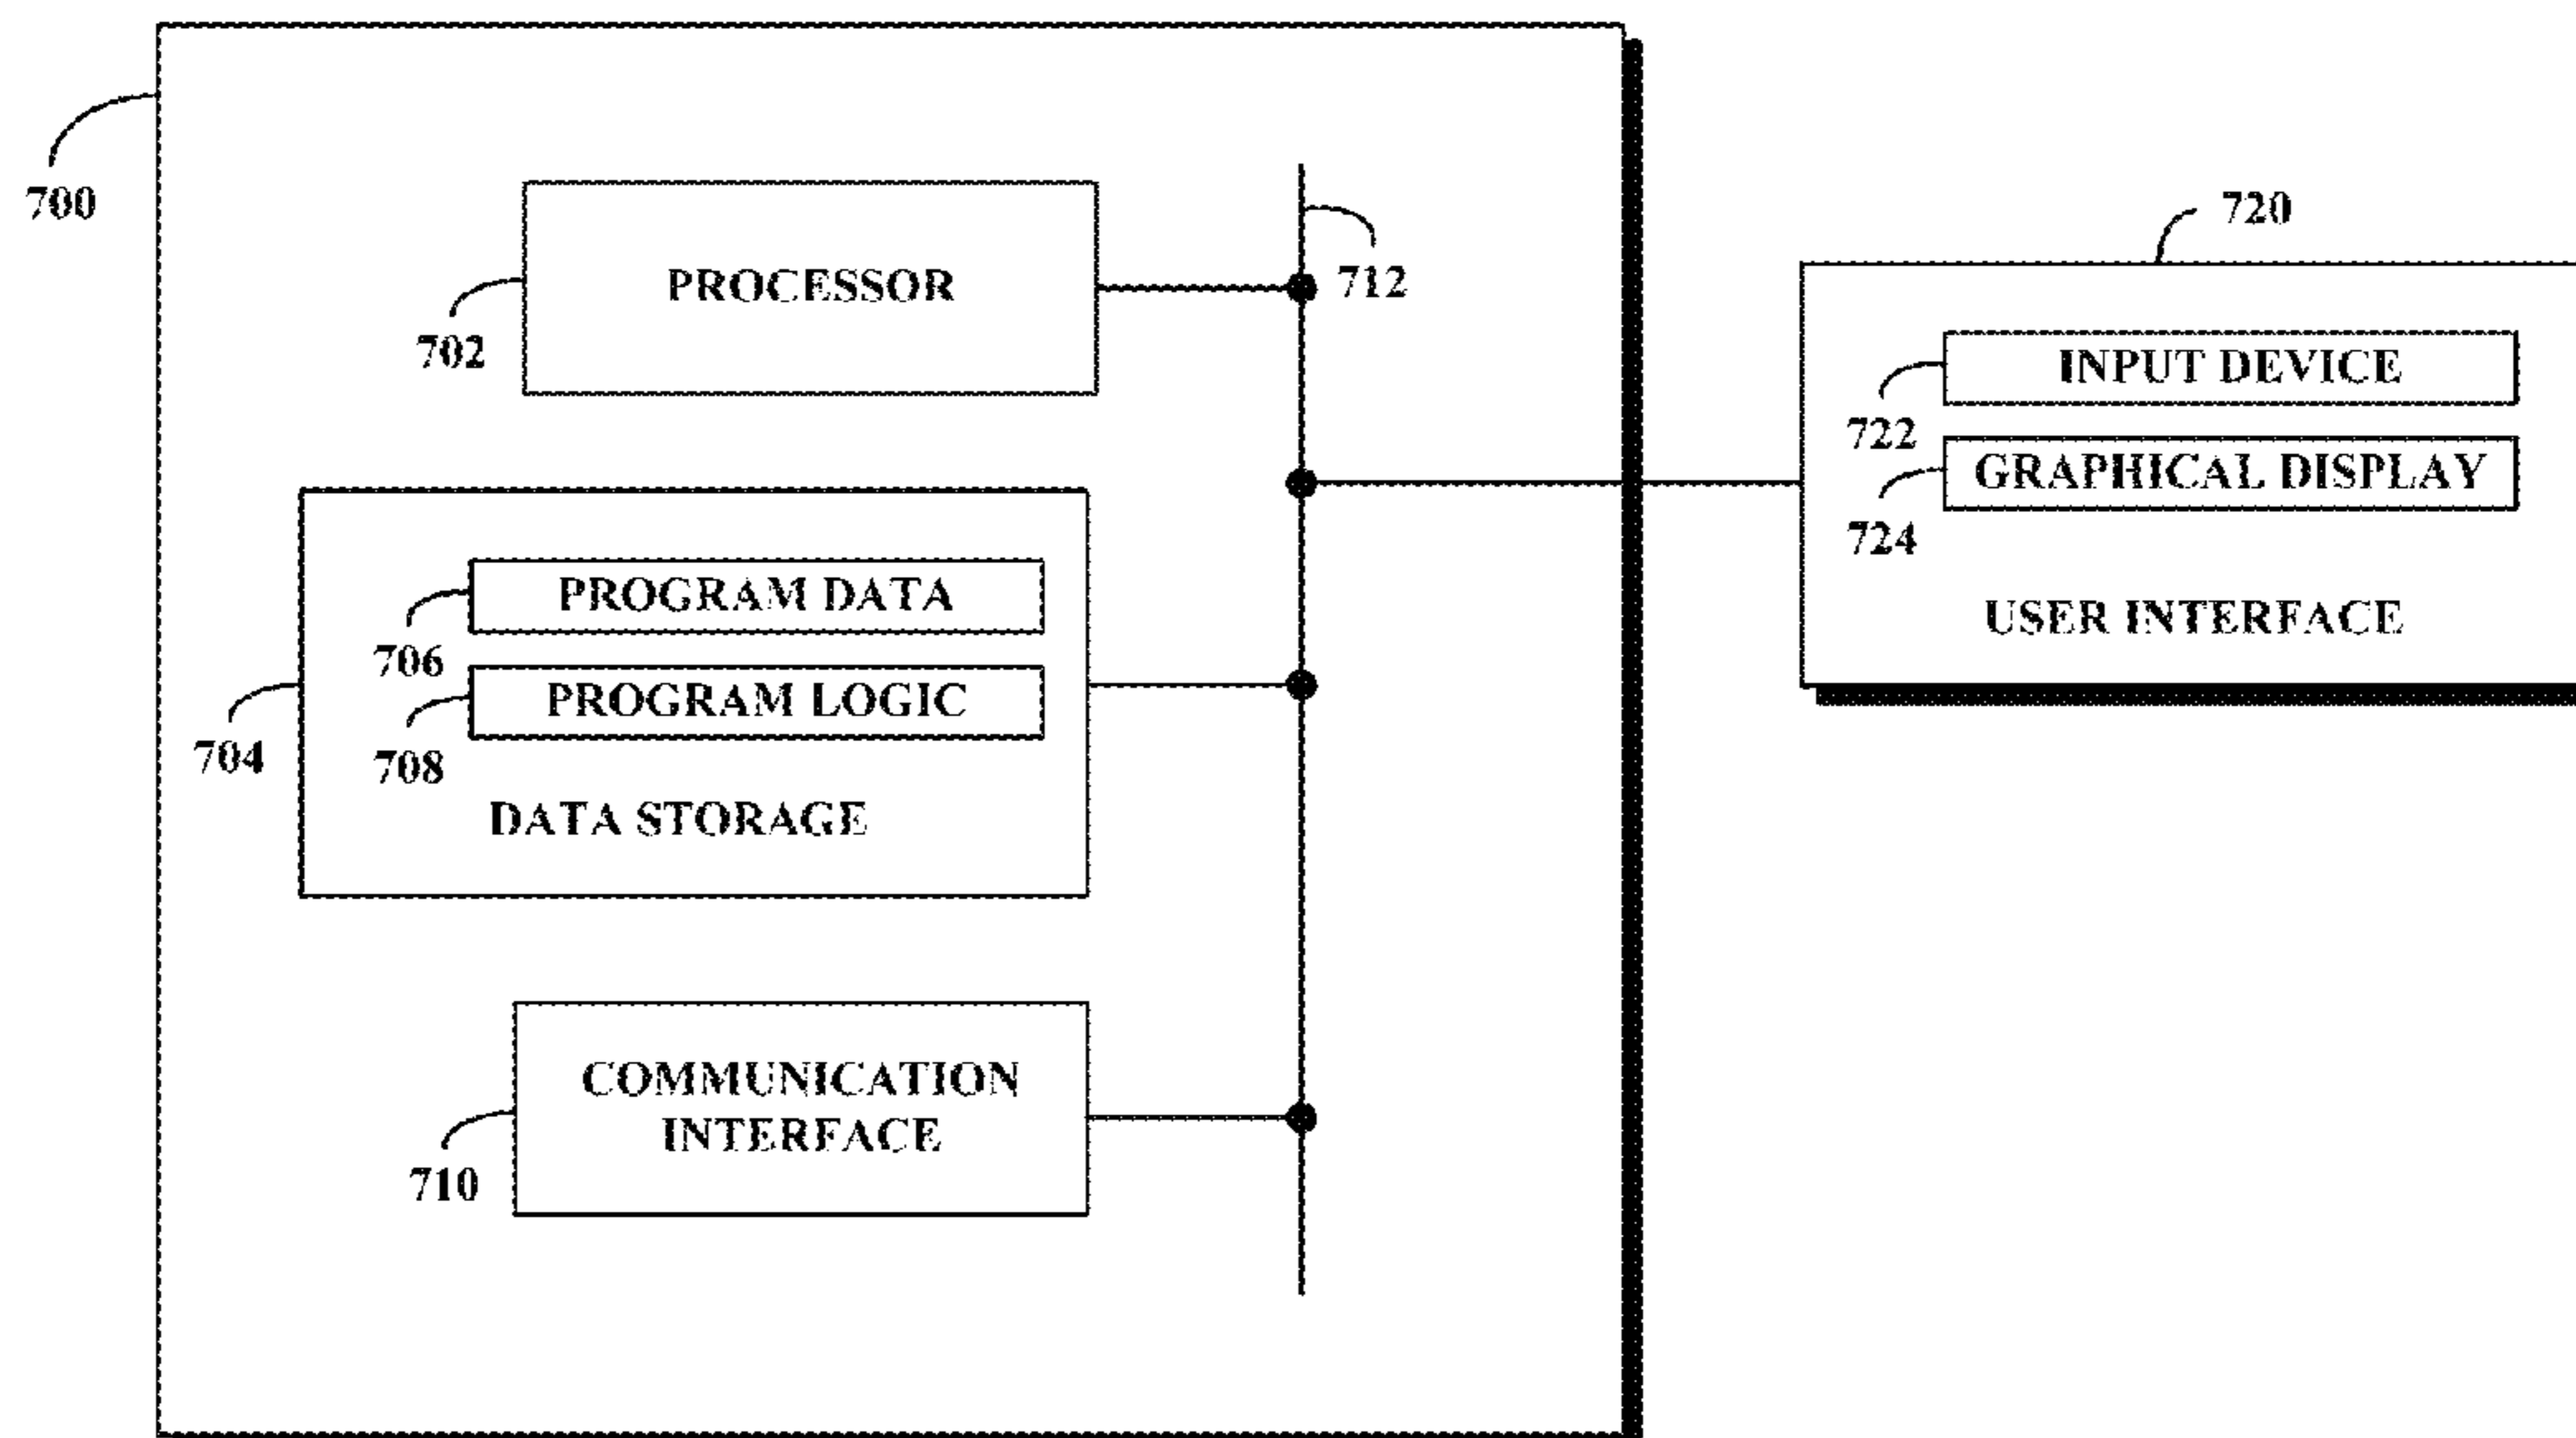 700
PROCESSOR
702
712
720
INPUT DEVICE
722
GRAPHICAL DISPLAY
724
USER INTERFACE
PROGRAM DATA
706
PROGRAM LOGIC
704
708
DATA STORAGE
COMMUNICATION
INTERFACE
710